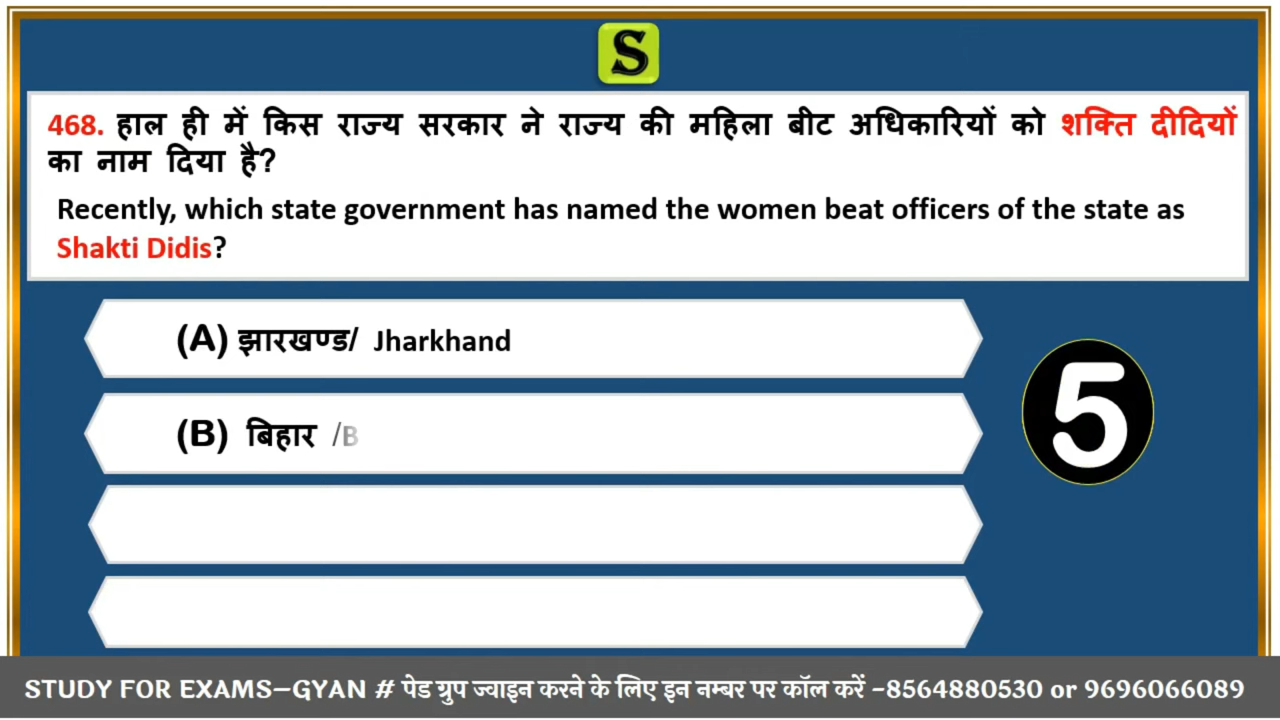 S
468. हाल ही में किस राज्य सरकार ने राज्य की महिला बीट अधिकारियों को शक्ति दीदियों
का नाम दिया है?
Recently, which state government has named the women beat officers of the state as
Shakti Didis?
(A) झारखण्ड/ Jharkhand
(B) बिहार /B
5
STUDY FOR EXAMS–GYAN # पेड ग्रुप ज्वाइन करने के लिए इन नम्बर पर कॉल करें -8564880530 or 9696066089